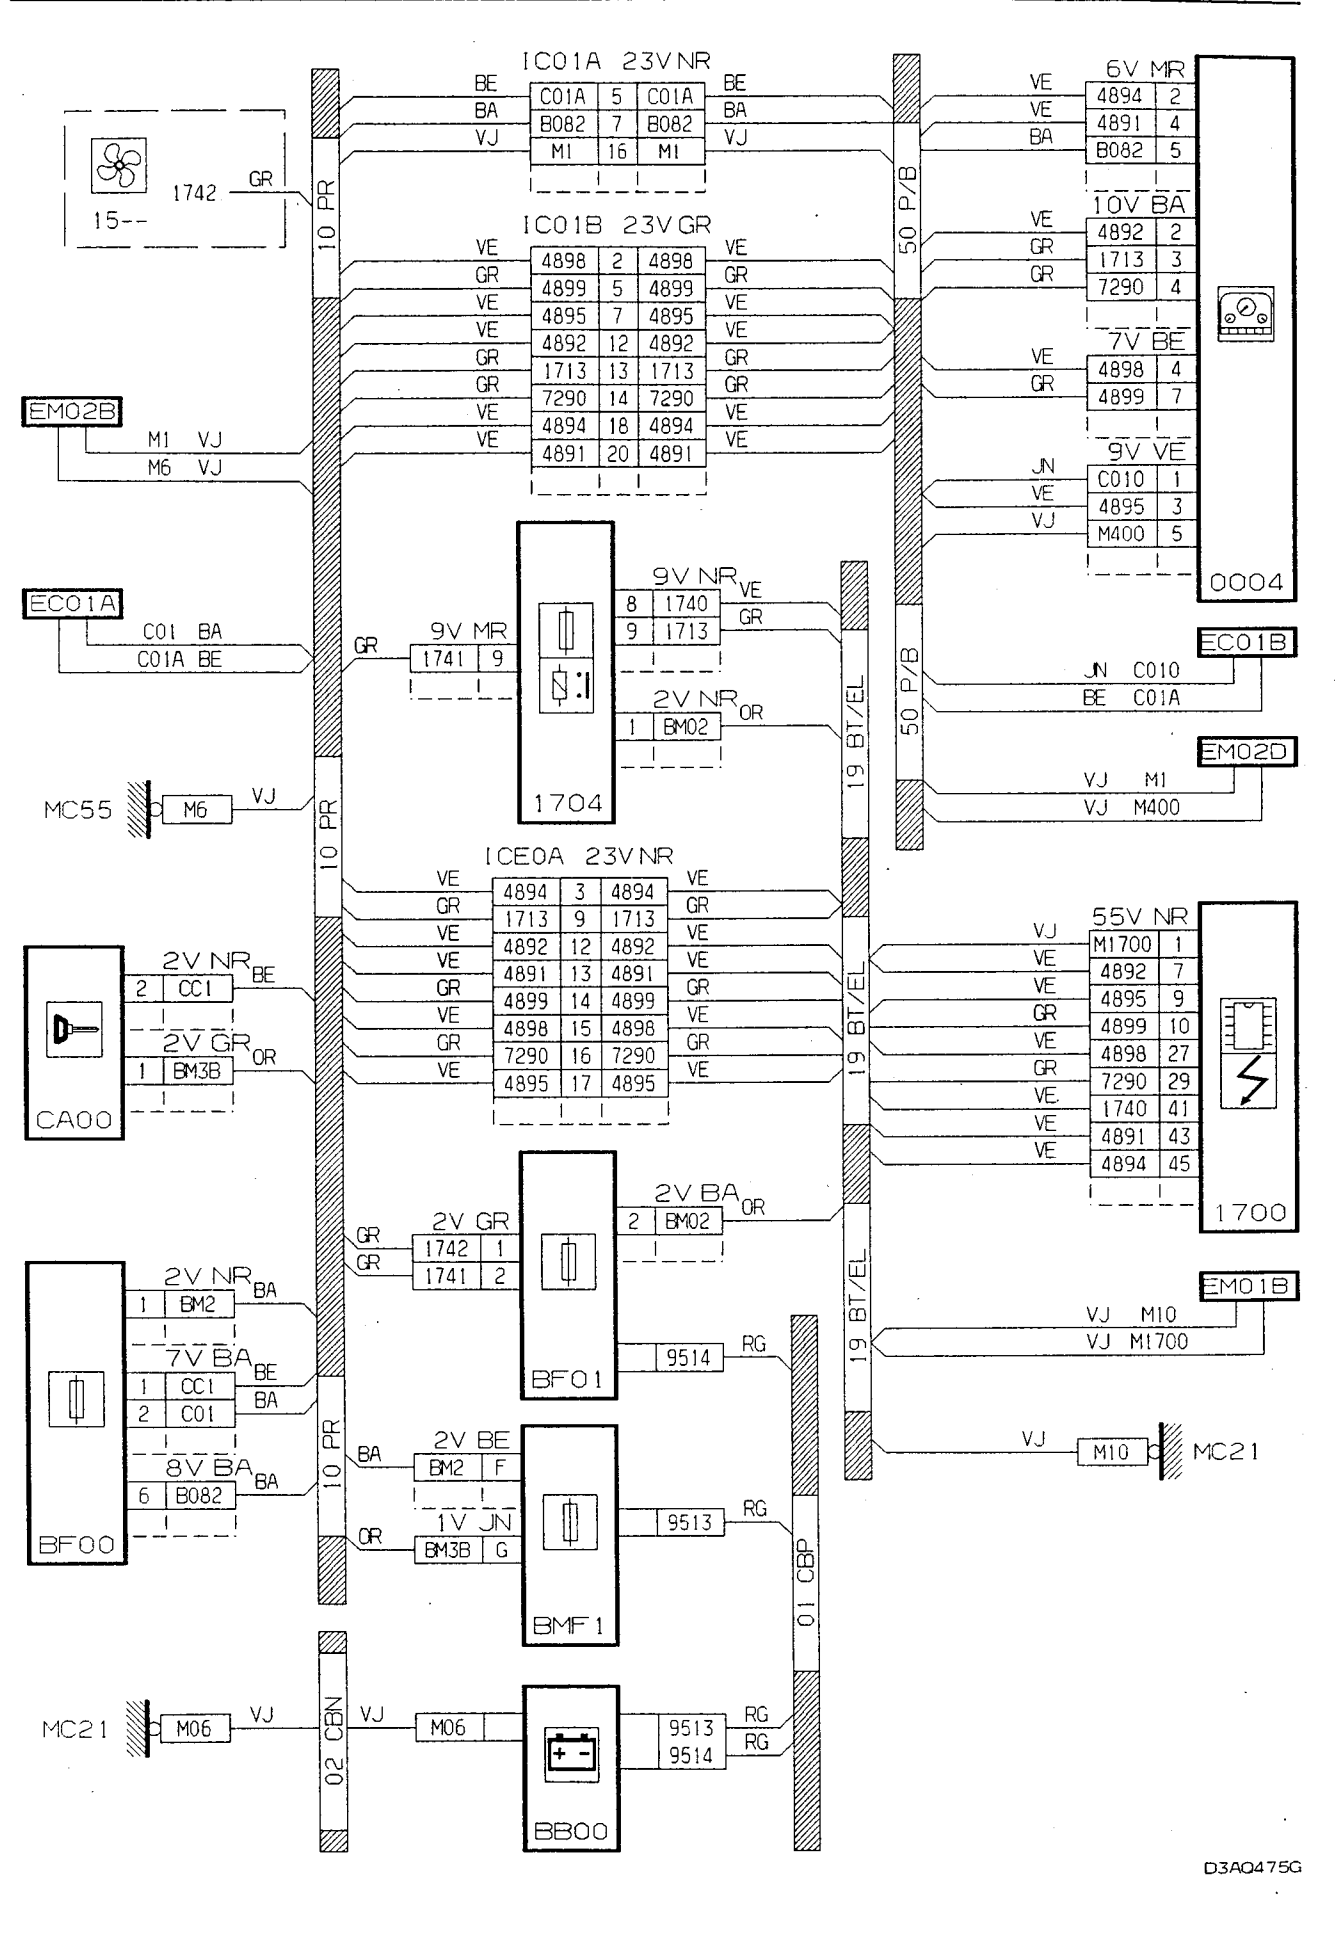 IC01A 23VNR
BE C01A 5 C01A BE
BA B082 7 B082 BA
VJ M1 16 M1 VJ
6V MR
VE 4894 2
VE 4891 4
BA B082 5
1742 GR
15--
10 PR
50 P/B
IC01B 23VGR
VE 4898 2 4898 VE
GR 4899 5 4899 GR
VE 4895 7 4895 VE
VE 4892 12 4892 VE
GR 1713 13 1713 GR
GR 7290 14 7290 GR
VE 4894 18 4894 VE
VE 4891 20 4891 VE
10V BA
VE 4892 2
GR 1713 3
GR 7290 4
7V BE
VE 4898 4
GR 4899 7
9V VE
JN C010 1
VE 4895 3
VJ M400 5
0004
EM02B
M1 VJ
M6 VJ
EC01A
C01 BA
C01A BE
9V MR
GR 1741 9
9V NR
8 1740 VE
9 1713 GR
2V NR
1 BM02 OR
1704
19 BT/EL
50 P/B
EC01B
JN C010
BE C01A
EM02D
VJ M1
VJ M400
MC55 M6 VJ
10 PR
ICE0A 23VNR
VE 4894 3 4894 VE
GR 1713 9 1713 GR
VE 4892 12 4892 VE
VE 4891 13 4891 VE
GR 4899 14 4899 GR
VE 4898 15 4898 VE
GR 7290 16 7290 GR
VE 4895 17 4895 VE
19 BT/EL
55V NR
VJ M1700 1
VE 4892 7
VE 4895 9
GR 4899 10
VE 4898 27
GR 7290 29
VE 1740 41
VE 4891 43
VE 4894 45
1700
2V NR
2 CC1 BE
2V GR
1 BM3B OR
CA00
2V GR
GR 1742 1
GR 1741 2
2V BA
2 BM02 OR
9514 RG
BF01
19 BT/EL
EM01B
VJ M10
VJ M1700
2V NR
1 BM2 BA
7V BA
1 CC1 BE
2 C01 BA
8V BA
6 B082 BA
BF00
10 PR
2V BE
BA BM2 F
1V JN
OR BM3B G
9513 RG
BMF1
01 CBP
VJ M10 MC21
MC21 M06 VJ
02 CBN
VJ M06
9513 RG
9514 RG
BB00
D3AQ475G